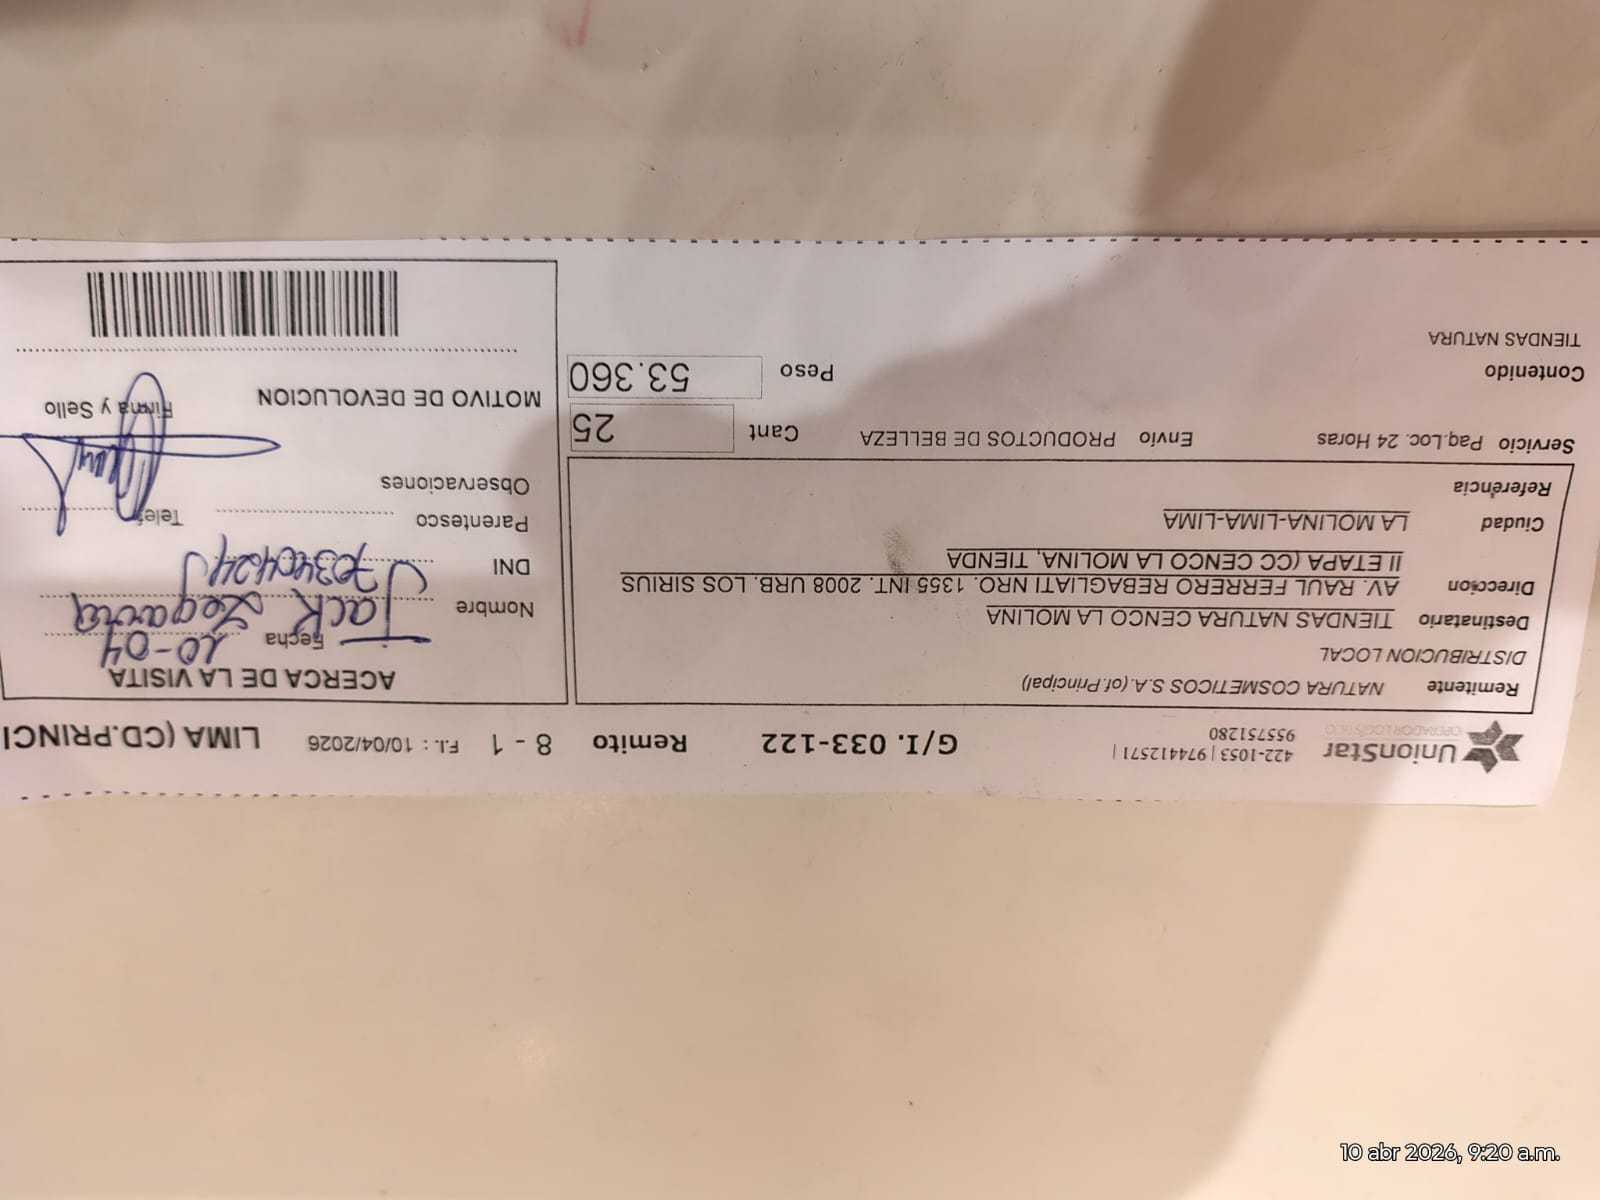 UnionStar
OPERADOR LOGISTICO
422-1053 | 974412571 |
955751280
G/I. 033-122
Remito 8 - 1
F.I. : 10/04/2026
LIMA (CD.PRINCI
Remitente NATURA COSMETICOS S.A.(of.Principal)
DISTRIBUCION LOCAL
Destinatario TIENDAS NATURA CENCO LA MOLINA
Direccion AV. RAUL FERRERO REBAGLIATI NRO. 1355 INT. 2008 URB. LOS SIRIUS
II ETAPA (CC CENCO LA MOLINA, TIENDA
Ciudad LA MOLINA-LIMA-LIMA
Referencia
Servicio Paq.Loc. 24 Horas Envio PRODUCTOS DE BELLEZA Cant 25
Contenido
Peso 53.360
TIENDAS NATURA
ACERCA DE LA VISITA
Fecha 10-04
Nombre Jack Zegarra
DNI
Parentesco Telef
Observaciones
MOTIVO DE DEVOLUCION
Firma y Sello
10 abr 2026, 9:20 a.m.